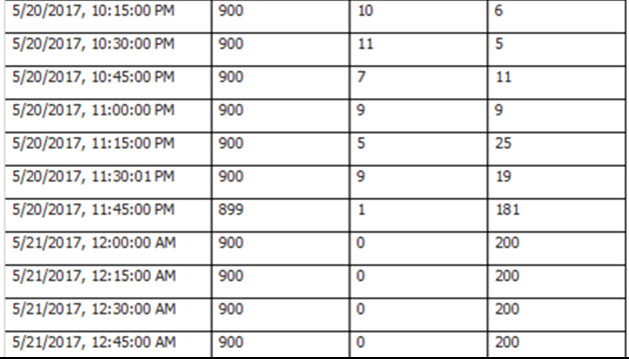 5/20/2017, 10:15:00 PM 900 10 6
5/20/2017, 10:30:00 PM 900 11 5
5/20/2017, 10:45:00 PM 900 7 11
5/20/2017, 11:00:00 PM 900 9 9
5/20/2017, 11:15:00 PM 900 5 25
5/20/2017, 11:30:01 PM 900 9 19
5/20/2017, 11:45:00 PM 899 1 181
5/21/2017, 12:00:00 AM 900 0 200
5/21/2017, 12:15:00 AM 900 0 200
5/21/2017, 12:30:00 AM 900 0 200
5/21/2017, 12:45:00 AM 900 0 200